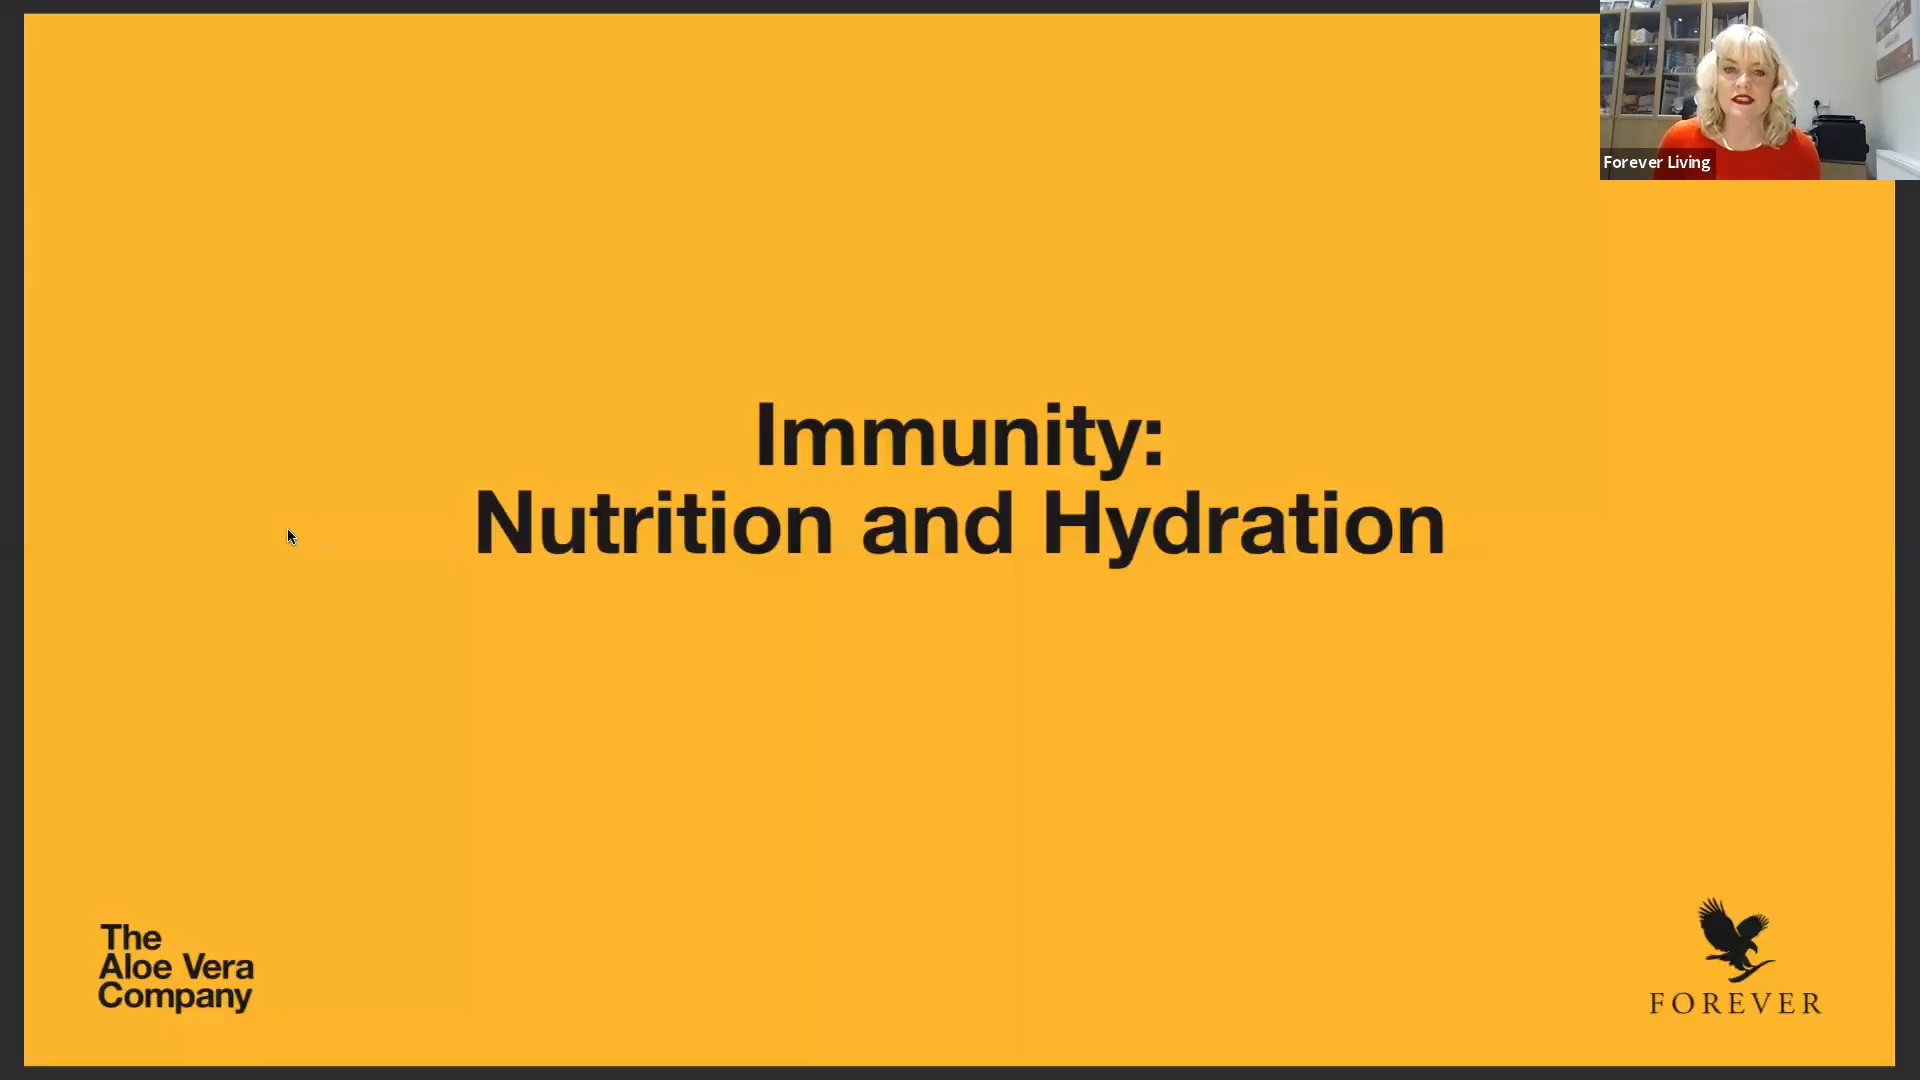 Forever Living
Immunity:
Nutrition and Hydration
The
Aloe Vera
Company
FOREVER